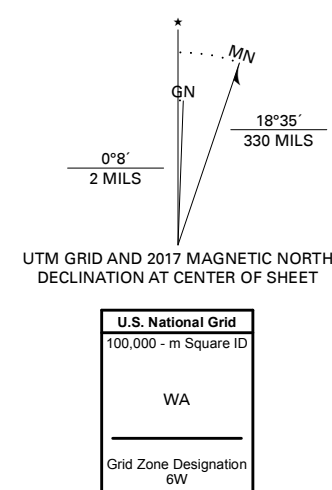 ★
MN
GN
18°35´
330 MILS
0°8´
2 MILS
UTM GRID AND 2017 MAGNETIC NORTH
DECLINATION AT CENTER OF SHEET
U.S. National Grid
100,000 - m Square ID
WA
Grid Zone Designation
6W